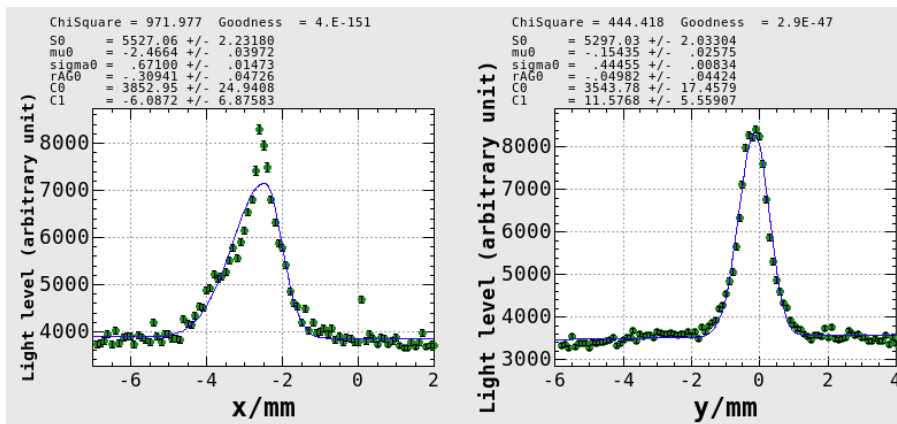 ChiSquare = 971.977  Goodness  = 4.E-151
S0     = 5527.06 +/- 2.23180
mu0    = -2.4664 +/- .03972
sigma0 = .67100 +/- .01473
rAG0   = -.30941 +/- .04726
C0     = 3852.95 +/- 24.9408
C1     = -6.0872 +/- 6.87583
Light level (arbitrary unit)
8000
7000
6000
5000
4000
-6
-4
-2
0
2
x/mm
ChiSquare = 444.418  Goodness  = 2.9E-47
S0     = 5297.03 +/- 2.03304
mu0    = -.15435 +/- .02575
sigma0 = .44455 +/- .00834
rAG0   = -.04982 +/- .04424
C0     = 3543.78 +/- 17.4579
C1     = 11.5768 +/- 5.55907
Light level (arbitrary unit)
8000
7000
6000
5000
4000
3000
-6
-4
-2
0
2
4
y/mm